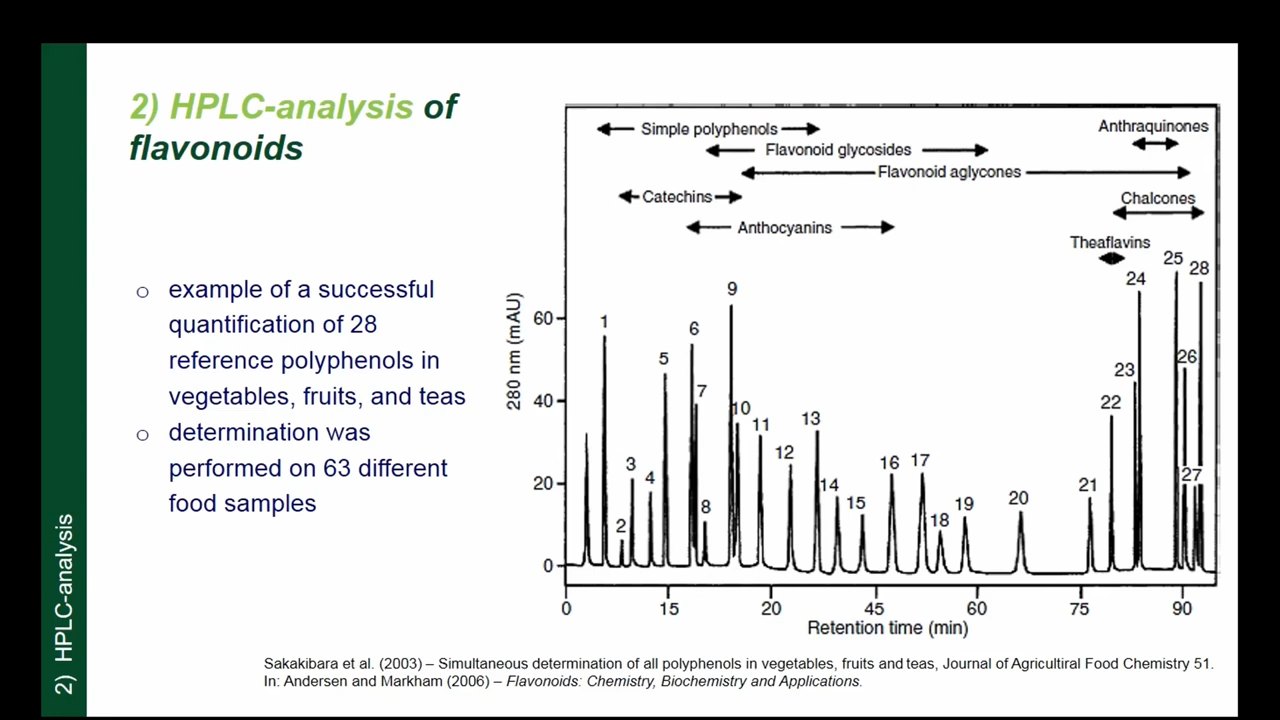 2) HPLC-analysis of
flavonoids
o example of a successful
quantification of 28
reference polyphenols in
vegetables, fruits, and teas
o determination was
performed on 63 different
food samples
2) HPLC-analysis
Simple polyphenols
Anthraquinones
Flavonoid glycosides
Flavonoid aglycones
Catechins
Chalcones
Anthocyanins
Theaflavins
280 nm (mAU)
60
40
20
0
1
2
3
4
5
6
7
8
9
10
11
12
13
14
15
16
17
18
19
20
21
22
23
24
25
26
27
28
0 15 20 45 60 75 90
Retention time (min)
Sakakibara et al. (2003) – Simultaneous determination of all polyphenols in vegetables, fruits and teas, Journal of Agricultiral Food Chemistry 51.
In: Andersen and Markham (2006) – Flavonoids: Chemistry, Biochemistry and Applications.